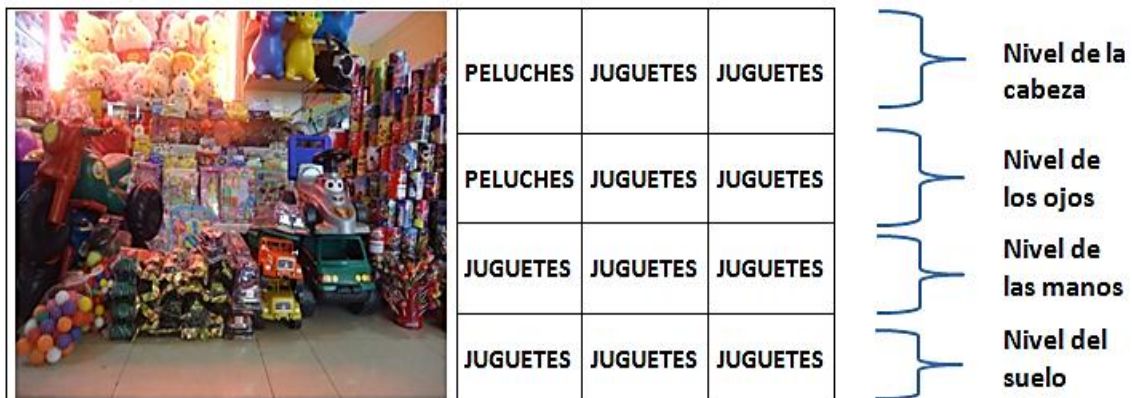 PELUCHES JUGUETES JUGUETES
Nivel de la
cabeza
PELUCHES JUGUETES JUGUETES
Nivel de
los ojos
JUGUETES JUGUETES JUGUETES
Nivel de
las manos
JUGUETES JUGUETES JUGUETES
Nivel del
suelo